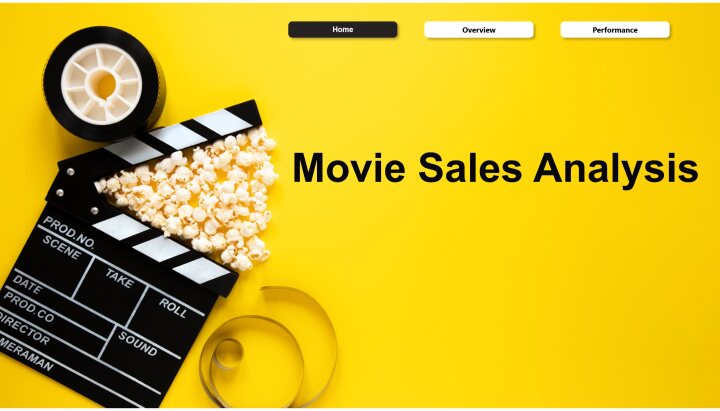 Home
Overview
Performance
Movie Sales Analysis
PROD.NO.
SCENE
TAKE
ROLL
DATE
PROD.CO
SOUND
DIRECTOR
MERAMAN